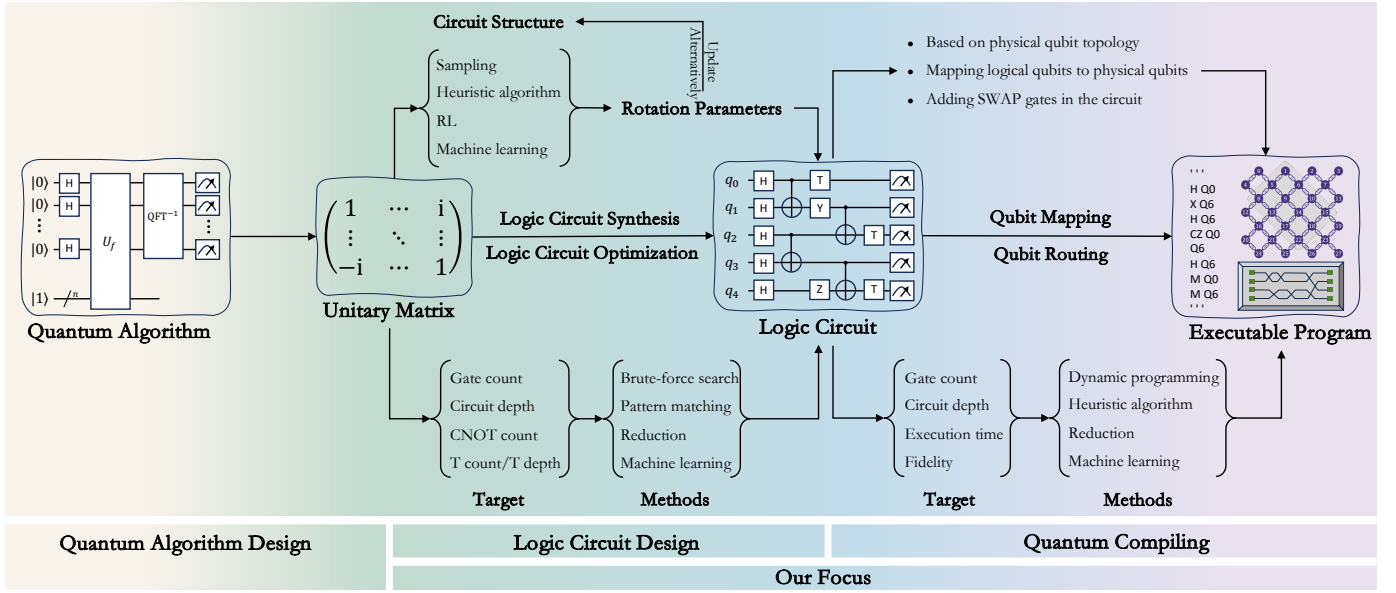 Circuit Structure
Update
Alternatively
Sampling
Heuristic algorithm
RL
Machine learning
Rotation Parameters
• Based on physical qubit topology
• Mapping logical qubits to physical qubits
• Adding SWAP gates in the circuit
|0⟩ H
|0⟩ H
⋮ ⋮
|0⟩ H
|1⟩ n
U_f
QFT⁻¹
Quantum Algorithm
1 ⋯ i
⋮ ⋱ ⋮
−i ⋯ 1
Unitary Matrix
Logic Circuit Synthesis
Logic Circuit Optimization
q₀ H T
q₁ H Y
q₂ H T
q₃ H
q₄ H Z T
Logic Circuit
Qubit Mapping
Qubit Routing
' ' '
H Q0
X Q6
H Q6
CZ Q0
Q6
H Q6
M Q0
M Q6
' ' '
Executable Program
Gate count
Circuit depth
CNOT count
T count/T depth
Target
Brute-force search
Pattern matching
Reduction
Machine learning
Methods
Gate count
Circuit depth
Execution time
Fidelity
Target
Dynamic programming
Heuristic algorithm
Reduction
Machine learning
Methods
Quantum Algorithm Design
Logic Circuit Design
Quantum Compiling
Our Focus